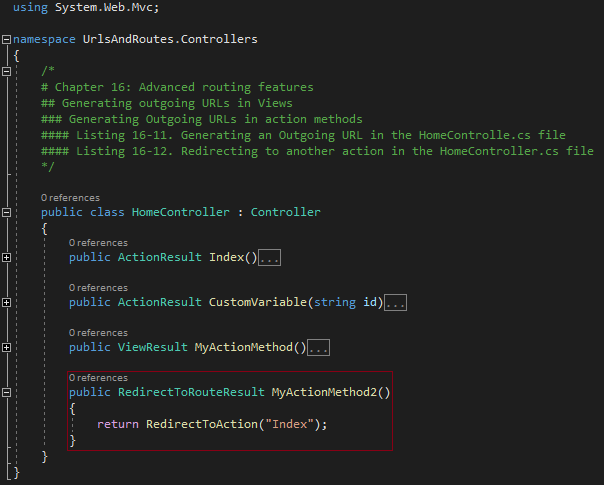 using System.Web.Mvc;
namespace UrlsAndRoutes.Controllers
{
/*
# Chapter 16: Advanced routing features
## Generating outgoing URLs in Views
### Generating Outgoing URLs in action methods
#### Listing 16-11. Generating an Outgoing URL in the HomeControlle.cs file
#### Listing 16-12. Redirecting to another action in the HomeController.cs file
*/
0 references
public class HomeController : Controller
{
0 references
public ActionResult Index()...
0 references
public ActionResult CustomVariable(string id)...
0 references
public ViewResult MyActionMethod()...
0 references
public RedirectToRouteResult MyActionMethod2()
{
return RedirectToAction("Index");
}
}
}